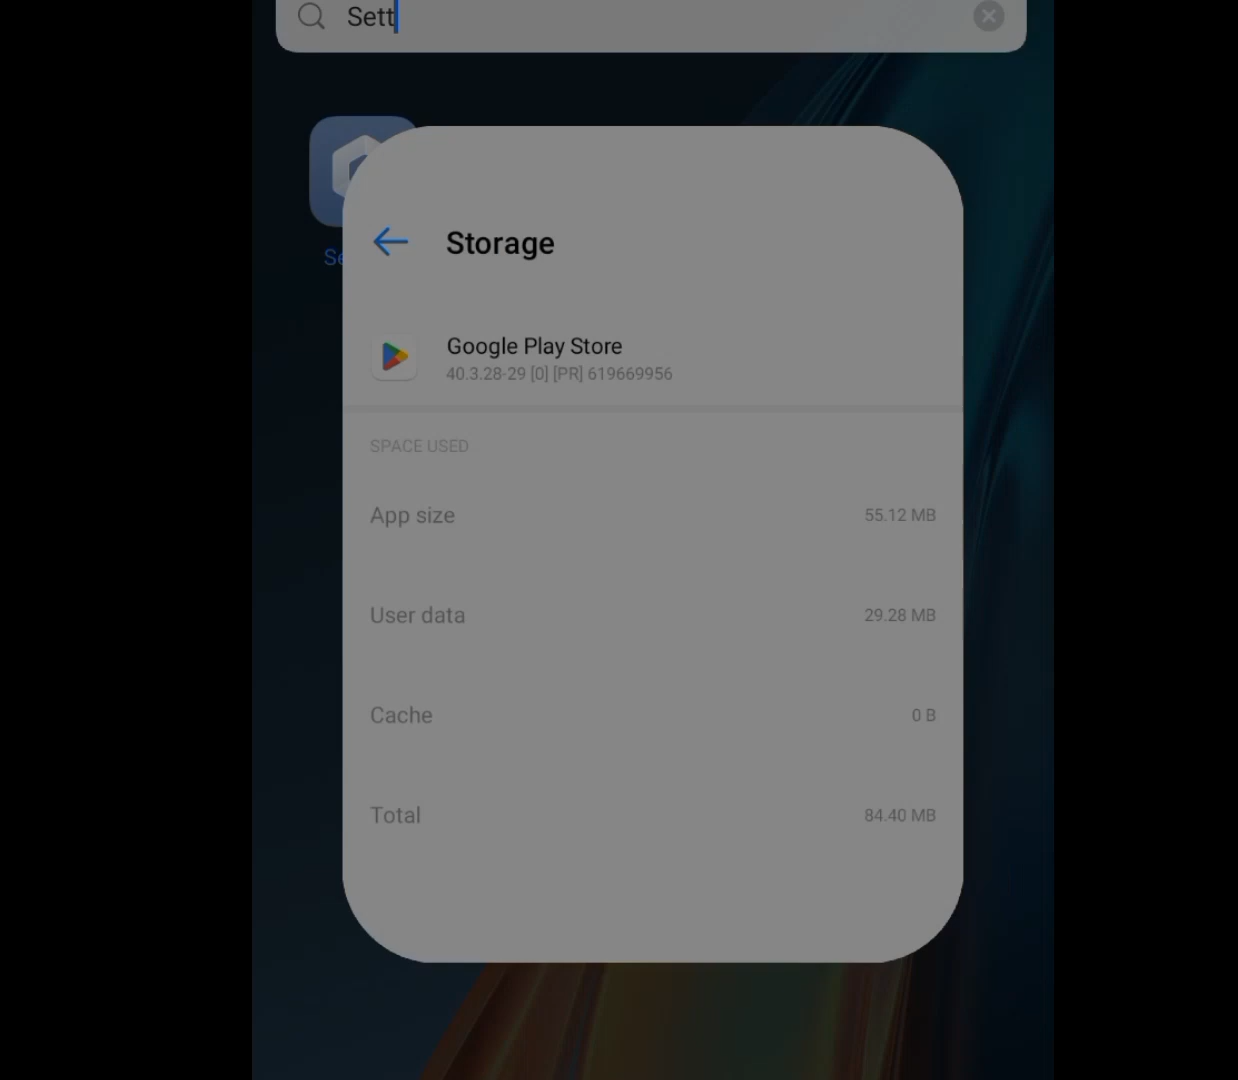 Sett
Se
Storage
Google Play Store
40.3.28-29 [0] [PR] 619669956
SPACE USED
App size 55.12 MB
User data 29.28 MB
Cache 0 B
Total 84.40 MB